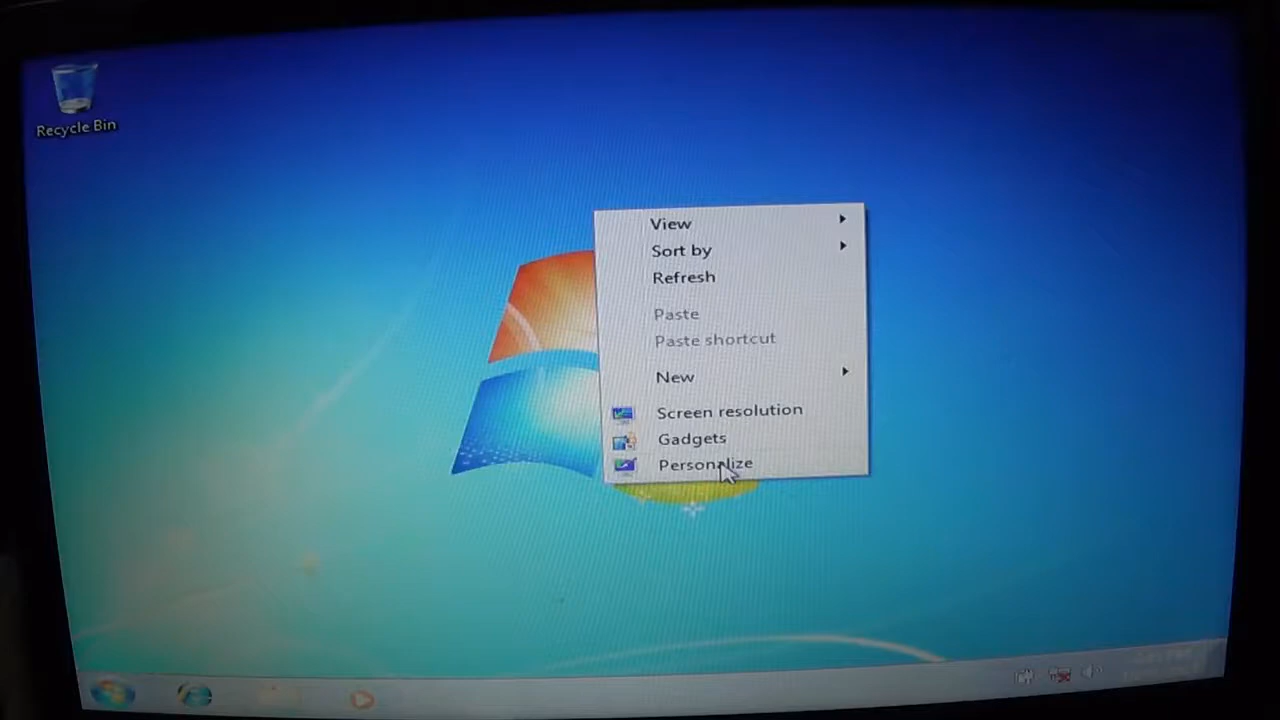 Recycle Bin
View
Sort by
Refresh
Paste
Paste shortcut
New
Screen resolution
Gadgets
Personalize